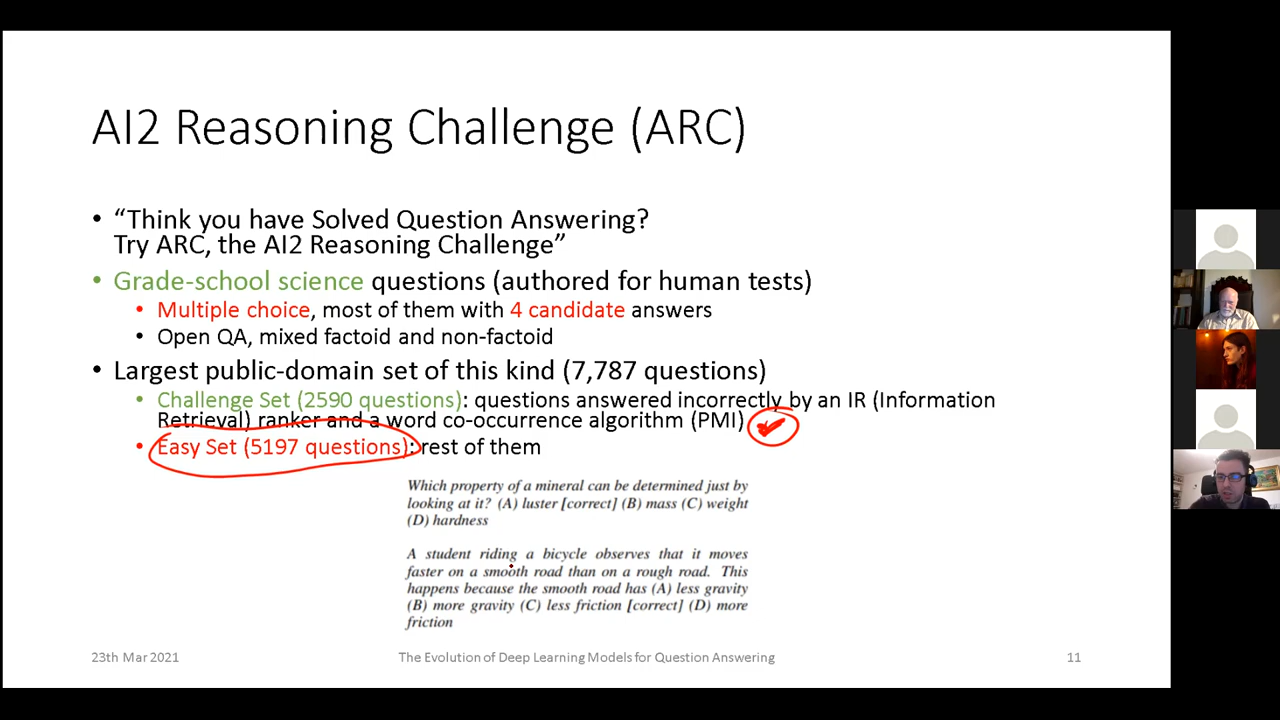 AI2 Reasoning Challenge (ARC)
• “Think you have Solved Question Answering?
Try ARC, the AI2 Reasoning Challenge”
• Grade-school science questions (authored for human tests)
• Multiple choice, most of them with 4 candidate answers
• Open QA, mixed factoid and non-factoid
• Largest public-domain set of this kind (7,787 questions)
• Challenge Set (2590 questions): questions answered incorrectly by an IR (Information
Retrieval) ranker and a word co-occurrence algorithm (PMI)
• Easy Set (5197 questions): rest of them
Which property of a mineral can be determined just by
looking at it? (A) luster [correct] (B) mass (C) weight
(D) hardness
A student riding a bicycle observes that it moves
faster on a smooth road than on a rough road. This
happens because the smooth road has (A) less gravity
(B) more gravity (C) less friction [correct] (D) more
friction
23th Mar 2021
The Evolution of Deep Learning Models for Question Answering
11